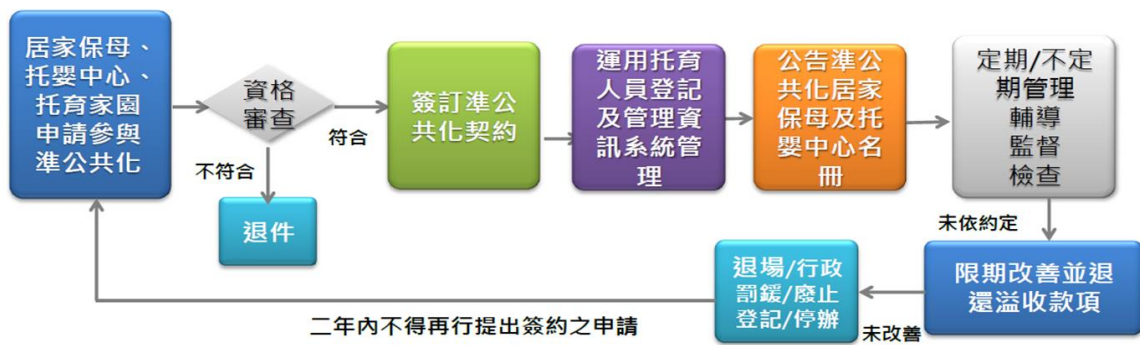 居家保母、
托嬰中心、
托育家園
申請參與
準公共化
資格
審查
符合
不符合
退件
簽訂準公
共化契約
運用托育
人員登記
及管理資
訊系統管
理
公告準公
共化居家
保母及托
嬰中心名
冊
定期/不定
期管理
輔導
監督
檢查
未依約定
限期改善並退
還溢收款項
未改善
退場/行政
罰鍰/廢止
登記/停辦
二年內不得再行提出簽約之申請